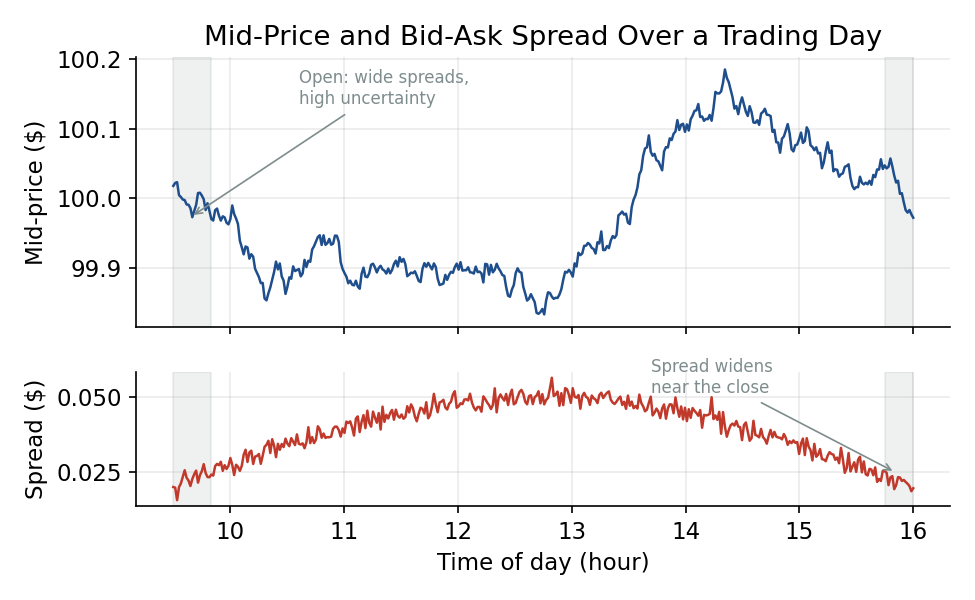 Mid-Price and Bid-Ask Spread Over a Trading Day
Mid-price ($)
100.2
100.1
100.0
99.9
Open: wide spreads,
high uncertainty
Spread ($)
0.050
0.025
Spread widens
near the close
10
11
12
13
14
15
16
Time of day (hour)